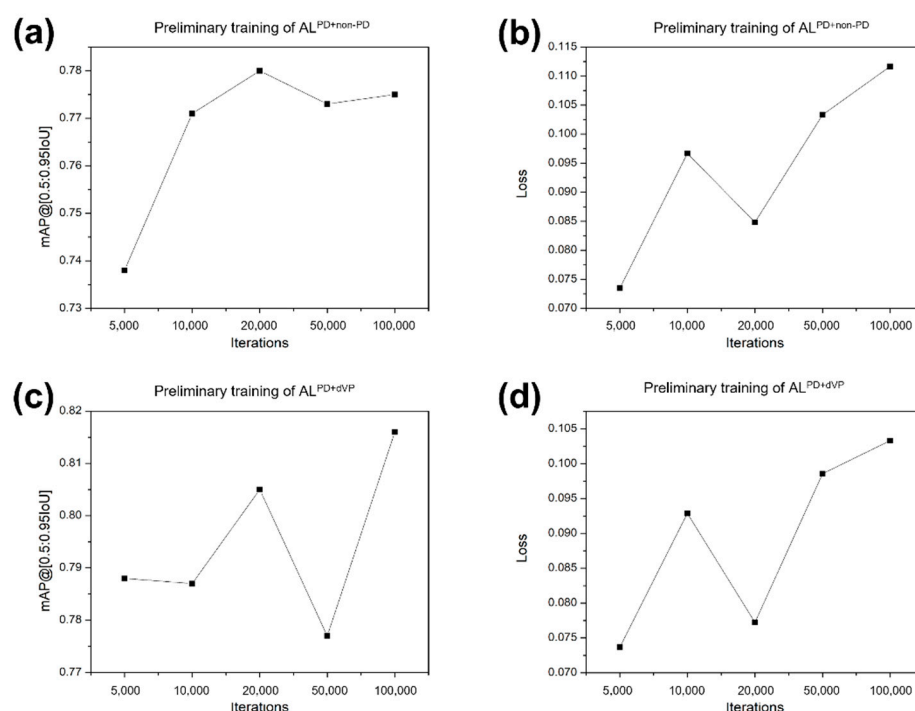 (a)
Preliminary training of AL^PD+non-PD
0.78
0.77
0.76
0.75
0.74
0.73
mAP@[0.5:0.95IoU]
5,000 10,000 20,000 50,000 100,000
Iterations
(b)
Preliminary training of AL^PD+non-PD
0.115
0.110
0.105
0.100
0.095
0.090
0.085
0.080
0.075
0.070
Loss
5,000 10,000 20,000 50,000 100,000
Iterations
(c)
Preliminary training of AL^PD+dVP
0.82
0.81
0.80
0.79
0.78
0.77
mAP@[0.5:0.95IoU]
5,000 10,000 20,000 50,000 100,000
Iterations
(d)
Preliminary training of AL^PD+dVP
0.105
0.100
0.095
0.090
0.085
0.080
0.075
0.070
Loss
5,000 10,000 20,000 50,000 100,000
Iterations